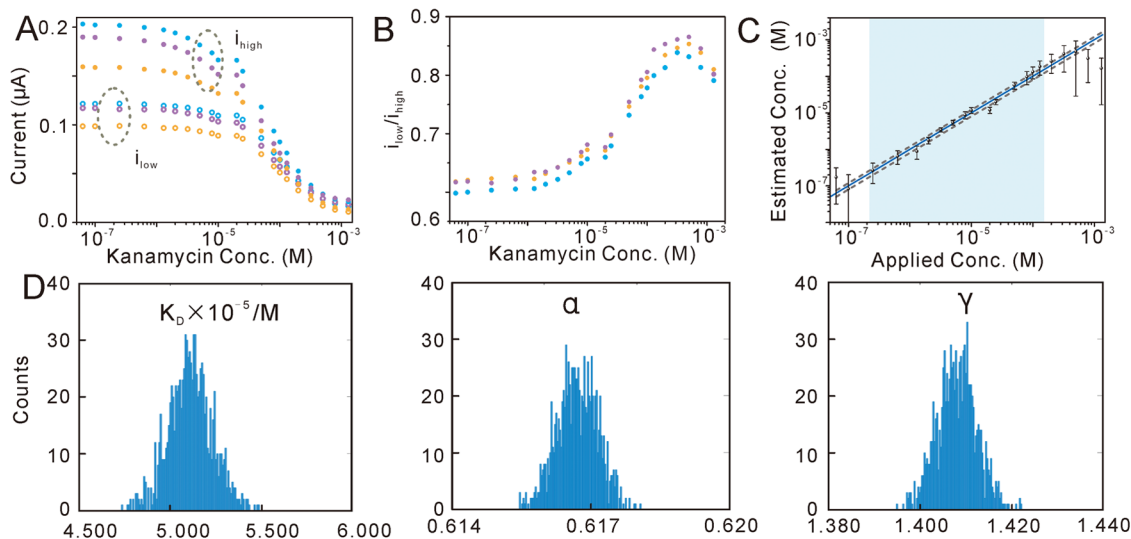 A
Current (μA)
0.2
0.1
0.0
i_high
i_low
10⁻⁷
10⁻⁵
10⁻³
Kanamycin Conc. (M)
B
i_low/i_high
0.9
0.8
0.7
0.6
10⁻⁷
10⁻⁵
10⁻³
Kanamycin Conc. (M)
C
Estimated Conc. (M)
10⁻³
10⁻⁵
10⁻⁷
10⁻⁷
10⁻⁵
10⁻³
Applied Conc. (M)
D
Counts
40
30
20
10
0
K_D×10⁻⁵/M
4.500
5.000
5.500
6.000
40
30
20
10
0
α
0.614
0.617
0.620
40
30
20
10
0
γ
1.380
1.400
1.420
1.440